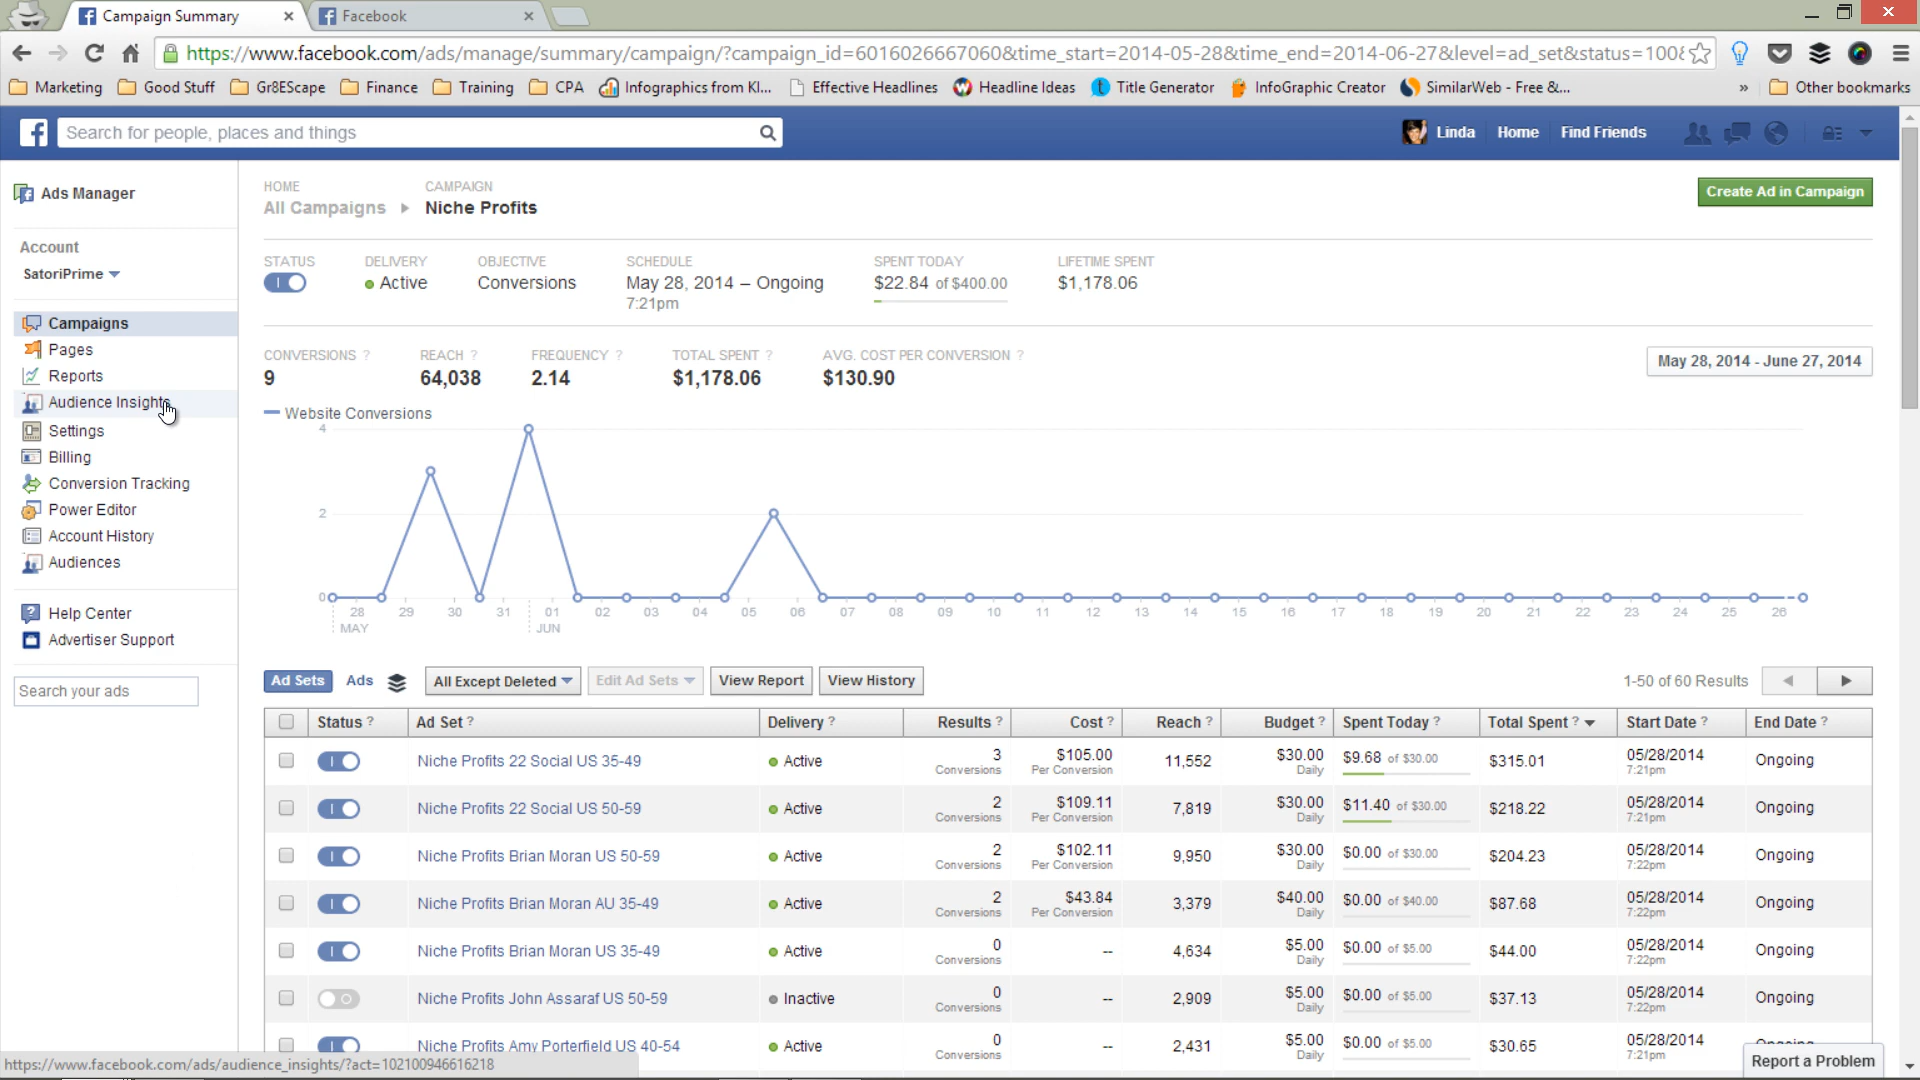 Campaign Summary
Facebook
https://www.facebook.com/ads/manage/summary/campaign/?campaign_id=6016026667060&time_start=2014-05-28&time_end=2014-06-27&level=ad_set&status=100
Marketing Good Stuff Gr8EScape Finance Training CPA Infographics from Kl... Effective Headlines Headline Ideas Title Generator InfoGraphic Creator SimilarWeb - Free &... » Other bookmarks
Search for people, places and things
Linda Home Find Friends
Ads Manager
Account
SatoriPrime
Campaigns
Pages
Reports
Audience Insights
Settings
Billing
Conversion Tracking
Power Editor
Account History
Audiences
Help Center
Advertiser Support
Search your ads
HOME CAMPAIGN
All Campaigns Niche Profits
Create Ad in Campaign
STATUS DELIVERY OBJECTIVE SCHEDULE SPENT TODAY LIFETIME SPENT
Active Conversions May 28, 2014 – Ongoing $22.84 of $400.00 $1,178.06
7:21pm
CONVERSIONS ? REACH ? FREQUENCY ? TOTAL SPENT ? AVG. COST PER CONVERSION ?
9 64,038 2.14 $1,178.06 $130.90
May 28, 2014 - June 27, 2014
Website Conversions
4
2
0
28 29 30 31 01 02 03 04 05 06 07 08 09 10 11 12 13 14 15 16 17 18 19 20 21 22 23 24 25 26
MAY JUN
Ad Sets Ads All Except Deleted Edit Ad Sets View Report View History 1-50 of 60 Results
Status ? Ad Set ? Delivery ? Results ? Cost ? Reach ? Budget ? Spent Today ? Total Spent ? Start Date ? End Date ?
Niche Profits 22 Social US 35-49 Active 3 $105.00 11,552 $30.00 $9.68 of $30.00 $315.01 05/28/2014 Ongoing
Conversions Per Conversion Daily 7:21pm
Niche Profits 22 Social US 50-59 Active 2 $109.11 7,819 $30.00 $11.40 of $30.00 $218.22 05/28/2014 Ongoing
Conversions Per Conversion Daily 7:21pm
Niche Profits Brian Moran US 50-59 Active 2 $102.11 9,950 $30.00 $0.00 of $30.00 $204.23 05/28/2014 Ongoing
Conversions Per Conversion Daily 7:22pm
Niche Profits Brian Moran AU 35-49 Active 2 $43.84 3,379 $40.00 $0.00 of $40.00 $87.68 05/28/2014 Ongoing
Conversions Per Conversion Daily 7:22pm
Niche Profits Brian Moran US 35-49 Active 0 -- 4,634 $5.00 $0.00 of $5.00 $44.00 05/28/2014 Ongoing
Conversions Daily 7:22pm
Niche Profits John Assaraf US 50-59 Inactive 0 -- 2,909 $5.00 $0.00 of $5.00 $37.13 05/28/2014 Ongoing
Conversions Daily 7:22pm
Niche Profits Amy Porterfield US 40-54 Active 0 -- 2,431 $5.00 $0.00 of $5.00 $30.65 05/28/2014
Conversions Daily 7:21pm
https://www.facebook.com/ads/audience_insights/?act=102100946616218
Report a Problem